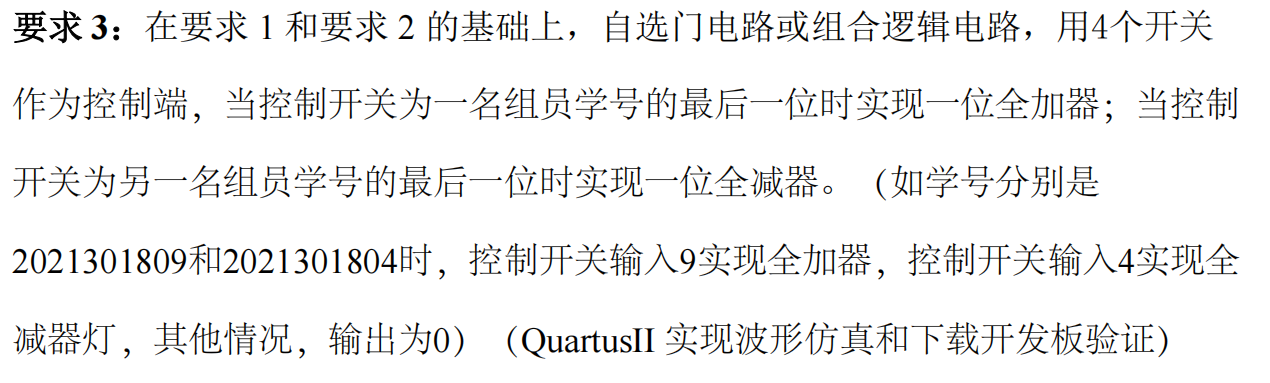 要求 3：在要求 1 和要求 2 的基础上，自选门电路或组合逻辑电路，用4个开关
作为控制端，当控制开关为一名组员学号的最后一位时实现一位全加器；当控制
开关为另一名组员学号的最后一位时实现一位全减器。（如学号分别是
2021301809和2021301804时，控制开关输入9实现全加器，控制开关输入4实现全
减器灯，其他情况，输出为0）（QuartusII 实现波形仿真和下载开发板验证）